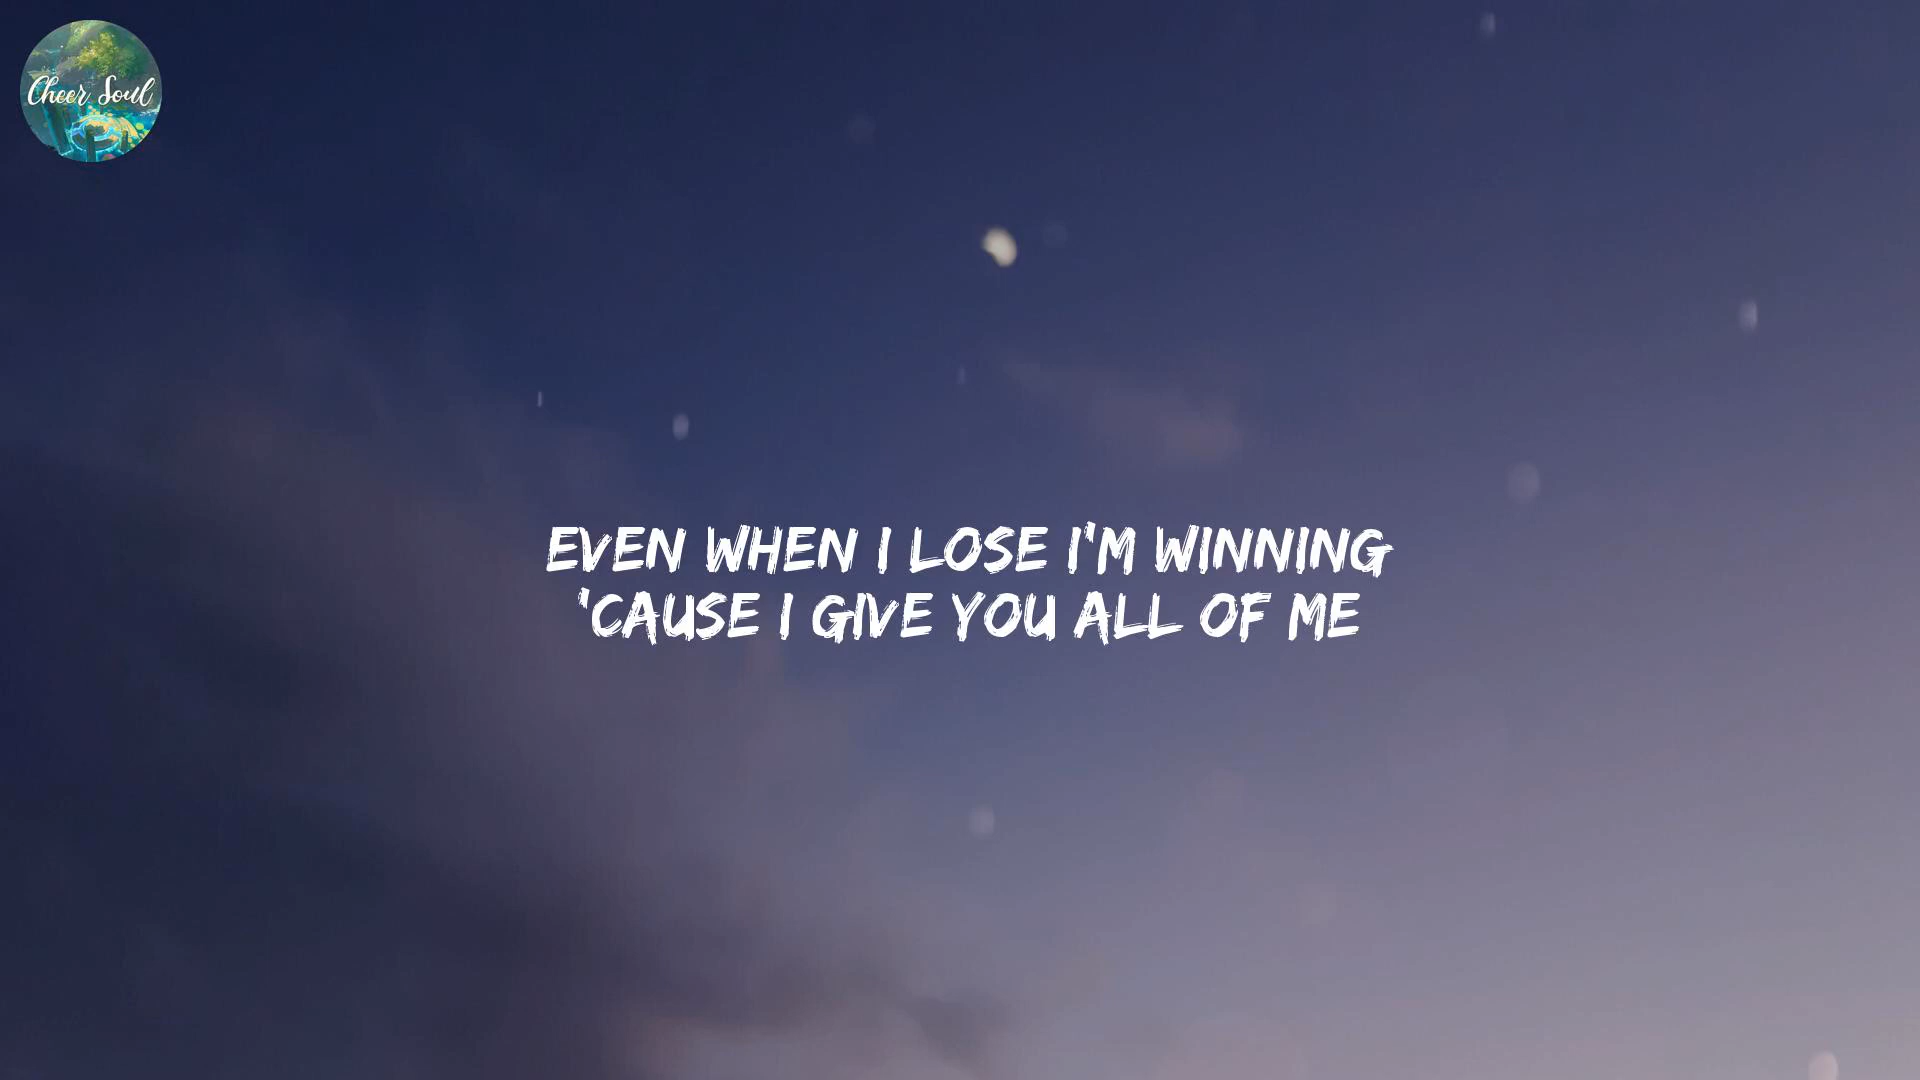 Cheer Soul
EVEN WHEN I LOSE I'M WINNING
'CAUSE I GIVE YOU ALL OF ME